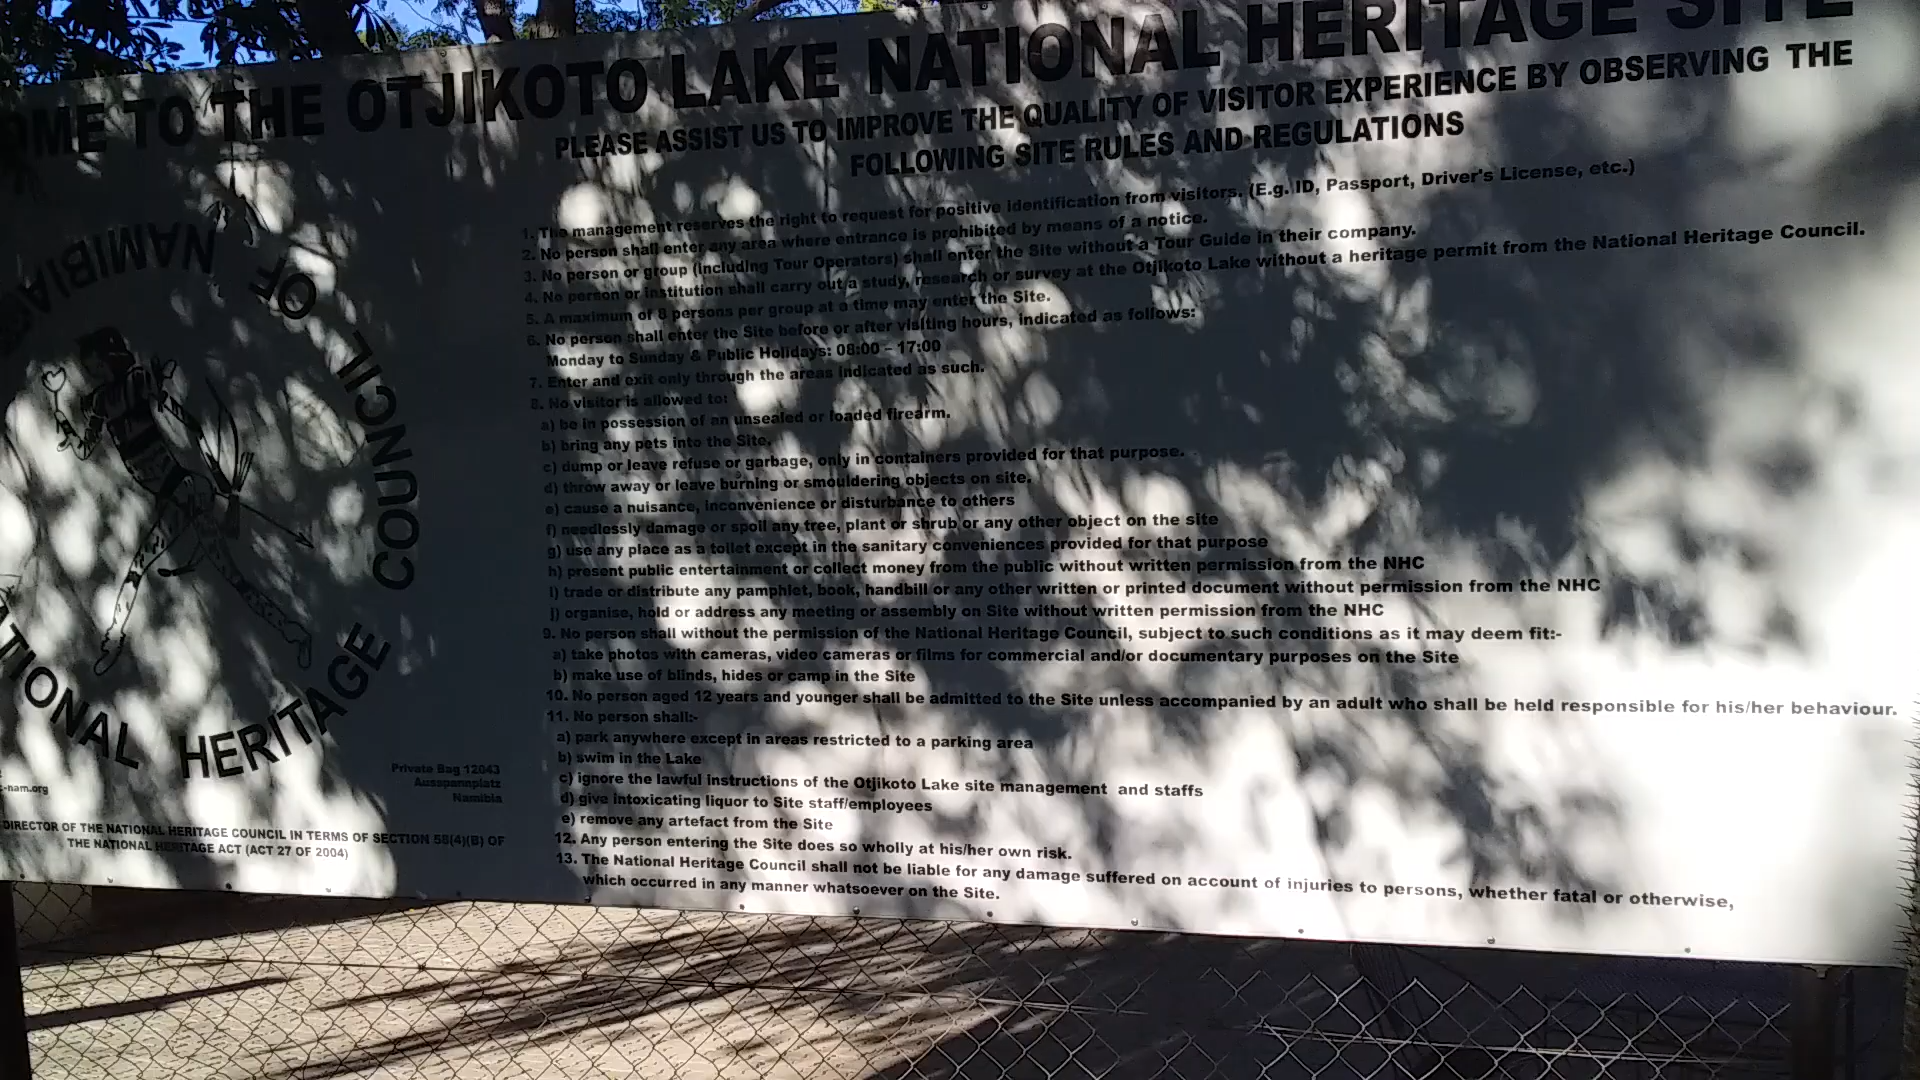 OME TO THE OTJIKOTO LAKE NATIONAL HERITAGE SITE
PLEASE ASSIST US TO IMPROVE THE QUALITY OF VISITOR EXPERIENCE BY OBSERVING THE
FOLLOWING SITE RULES AND REGULATIONS
1. The management reserves the right to request for positive identification from visitors. (E.g. ID, Passport, Driver's License, etc.)
2. No person shall enter any area where entrance is prohibited by means of a notice.
3. No person or group (including Tour Operators) shall enter the Site without a Tour Guide in their company.
4. No person or institution shall carry out a study, research or survey at the Otjikoto Lake without a heritage permit from the National Heritage Council.
5. A maximum of 8 persons per group at a time may enter the Site.
6. No person shall enter the Site before or after visiting hours, indicated as follows:
Monday to Sunday & Public Holidays: 08:00 – 17:00
7. Enter and exit only through the areas indicated as such.
8. No visitor is allowed to:
a) be in possession of an unsealed or loaded firearm.
b) bring any pets into the Site.
c) dump or leave refuse or garbage, only in containers provided for that purpose.
d) throw away or leave burning or smouldering objects on site.
e) cause a nuisance, inconvenience or disturbance to others
f) needlessly damage or spoil any tree, plant or shrub or any other object on the site
g) use any place as a toilet except in the sanitary conveniences provided for that purpose
h) present public entertainment or collect money from the public without written permission from the NHC
i) trade or distribute any pamphlet, book, handbill or any other written or printed document without permission from the NHC
j) organise, hold or address any meeting or assembly on Site without written permission from the NHC
9. No person shall without the permission of the National Heritage Council, subject to such conditions as it may deem fit:-
a) take photos with cameras, video cameras or films for commercial and/or documentary purposes on the Site
b) make use of blinds, hides or camp in the Site
10. No person aged 12 years and younger shall be admitted to the Site unless accompanied by an adult who shall be held responsible for his/her behaviour.
11. No person shall:-
a) park anywhere except in areas restricted to a parking area
b) swim in the Lake
c) ignore the lawful instructions of the Otjikoto Lake site management and staffs
d) give intoxicating liquor to Site staff/employees
e) remove any artefact from the Site
12. Any person entering the Site does so wholly at his/her own risk.
13. The National Heritage Council shall not be liable for any damage suffered on account of injuries to persons, whether fatal or otherwise,
which occurred in any manner whatsoever on the Site.
NATIONAL HERITAGE COUNCIL OF NAMIBIA
Private Bag 12043
Ausspannplatz
Namibia
-nam.org
DIRECTOR OF THE NATIONAL HERITAGE COUNCIL IN TERMS OF SECTION 58(4)(B) OF
THE NATIONAL HERITAGE ACT (ACT 27 OF 2004)